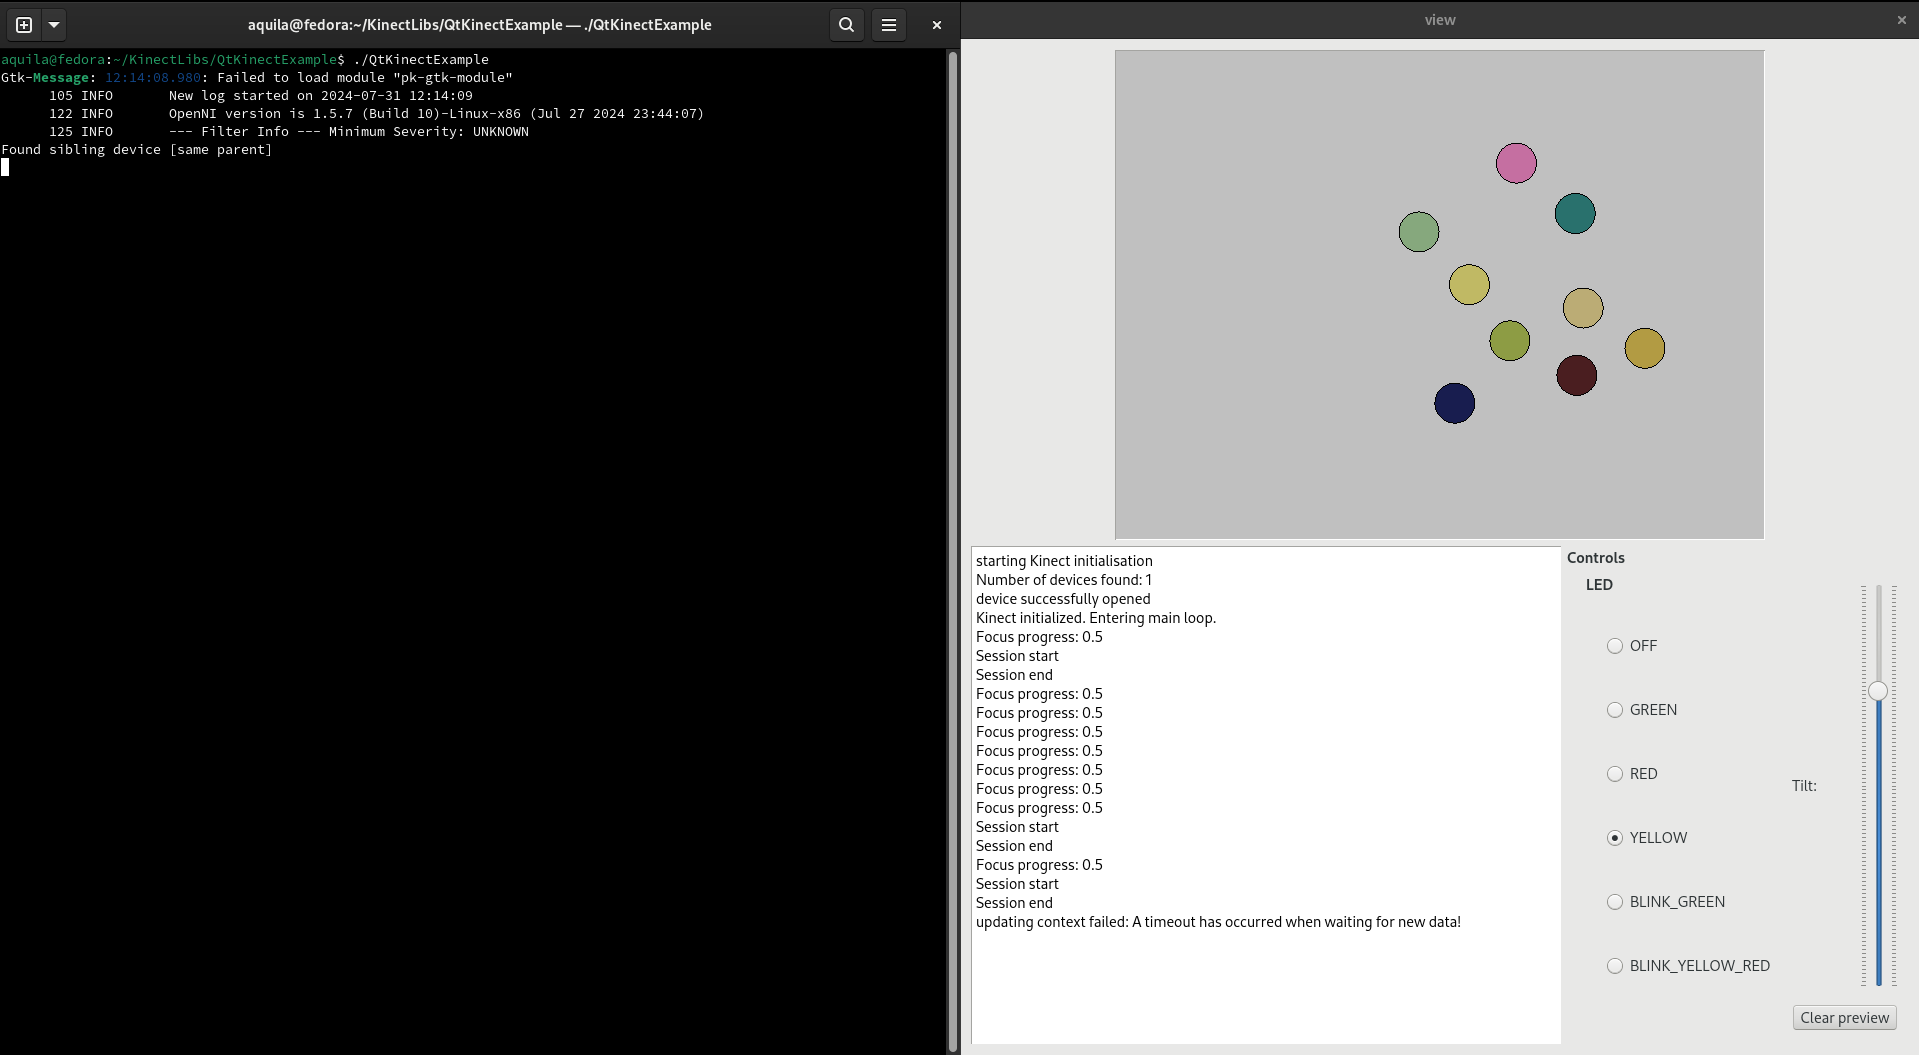 aquila@fedora:~/KinectLibs/QtKinectExample — ./QtKinectExample
aquila@fedora:~/KinectLibs/QtKinectExample$ ./QtKinectExample
Gtk-Message: 12:14:08.980: Failed to load module "pk-gtk-module"
105 INFO New log started on 2024-07-31 12:14:09
122 INFO OpenNI version is 1.5.7 (Build 10)-Linux-x86 (Jul 27 2024 23:44:07)
125 INFO --- Filter Info --- Minimum Severity: UNKNOWN
Found sibling device [same parent]
view
starting Kinect initialisation
Number of devices found: 1
device successfully opened
Kinect initialized. Entering main loop.
Focus progress: 0.5
Session start
Session end
Focus progress: 0.5
Focus progress: 0.5
Focus progress: 0.5
Focus progress: 0.5
Focus progress: 0.5
Focus progress: 0.5
Focus progress: 0.5
Session start
Session end
Focus progress: 0.5
Session start
Session end
updating context failed: A timeout has occurred when waiting for new data!
Controls
LED
OFF
GREEN
RED
YELLOW
BLINK_GREEN
BLINK_YELLOW_RED
Tilt:
Clear preview